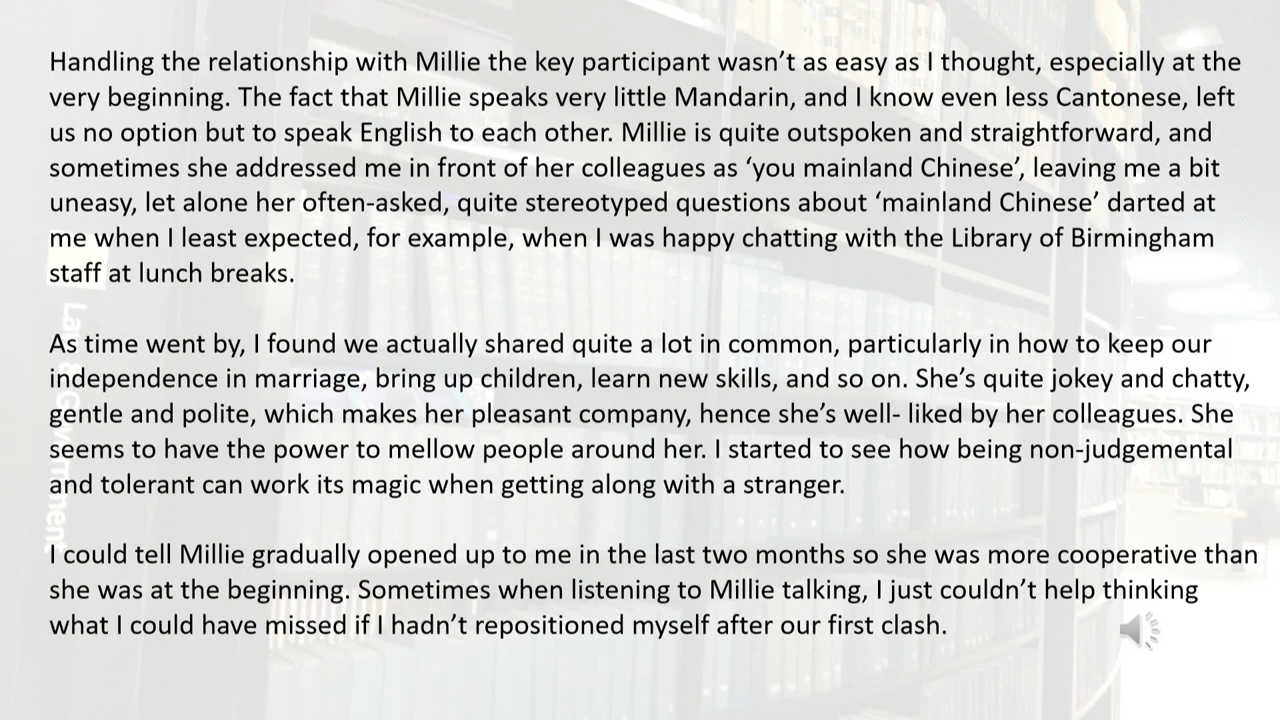 Handling the relationship with Millie the key participant wasn’t as easy as I thought, especially at the
very beginning. The fact that Millie speaks very little Mandarin, and I know even less Cantonese, left
us no option but to speak English to each other. Millie is quite outspoken and straightforward, and
sometimes she addressed me in front of her colleagues as ‘you mainland Chinese’, leaving me a bit
uneasy, let alone her often-asked, quite stereotyped questions about ‘mainland Chinese’ darted at
me when I least expected, for example, when I was happy chatting with the Library of Birmingham
staff at lunch breaks.
As time went by, I found we actually shared quite a lot in common, particularly in how to keep our
independence in marriage, bring up children, learn new skills, and so on. She’s quite jokey and chatty,
gentle and polite, which makes her pleasant company, hence she’s well- liked by her colleagues. She
seems to have the power to mellow people around her. I started to see how being non-judgemental
and tolerant can work its magic when getting along with a stranger.
I could tell Millie gradually opened up to me in the last two months so she was more cooperative than
she was at the beginning. Sometimes when listening to Millie talking, I just couldn’t help thinking
what I could have missed if I hadn’t repositioned myself after our first clash.